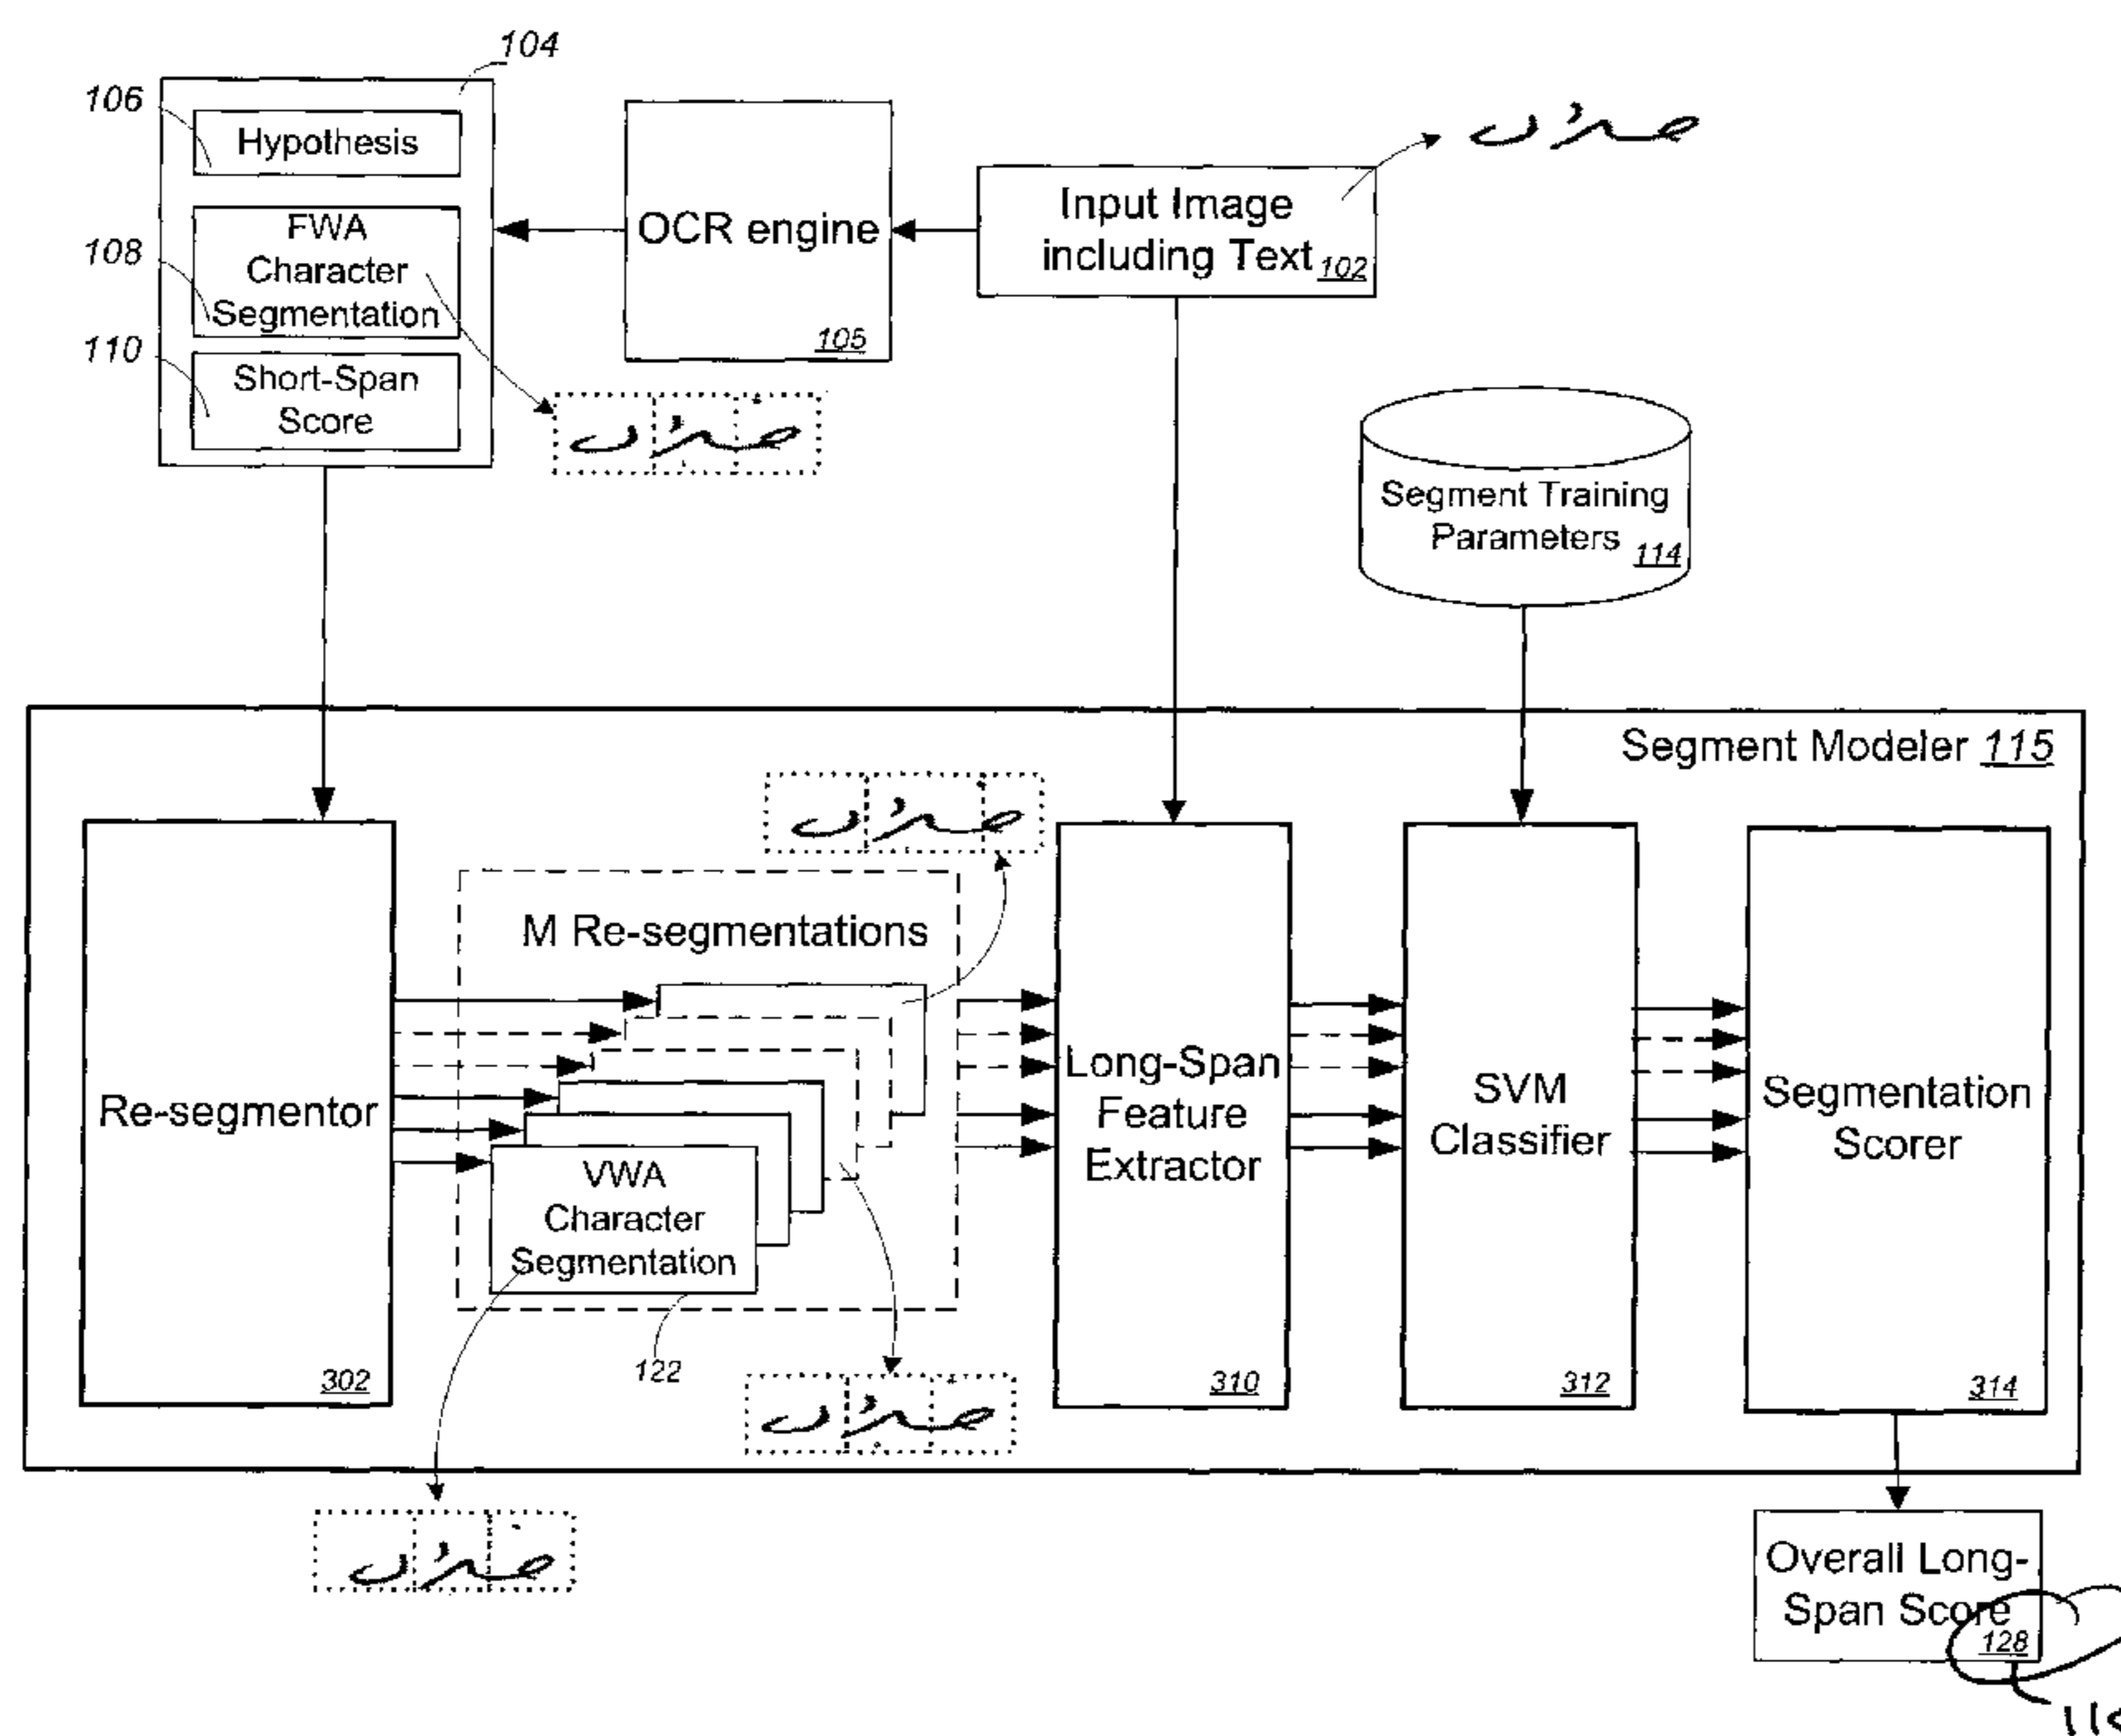 104
106
Hypothesis
FWA
Character
Segmentation
108
Short-Span
Score
110
OCR engine
105
Input Image
including Text 102
Segment Training
Parameters 114
Segment Modeler 115
Re-segmentor
302
M Re-segmentations
VWA
Character
Segmentation
122
Long-Span
Feature
Extractor
310
SVM
Classifier
312
Segmentation
Scorer
314
Overall Long-
Span Score
128